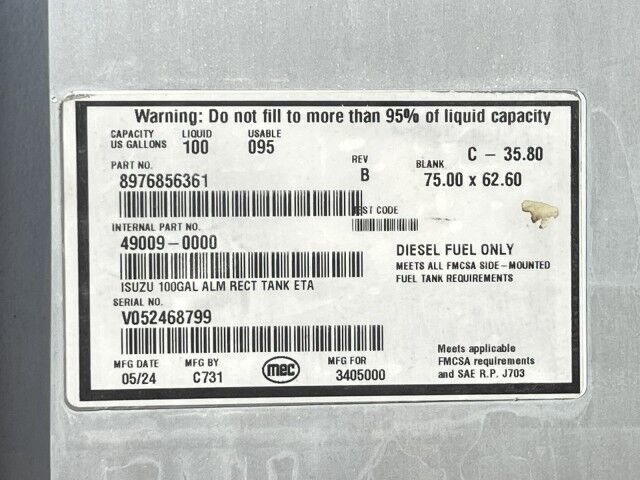 Warning: Do not fill to more than 95% of liquid capacity
CAPACITY LIQUID USABLE
US GALLONS 100 095
C - 35.80
PART NO. REV BLANK
8976856361 B 75.00 x 62.60
TEST CODE
INTERNAL PART NO.
49009-0000
DIESEL FUEL ONLY
MEETS ALL FMCSA SIDE-MOUNTED
FUEL TANK REQUIREMENTS
ISUZU 100GAL ALM RECT TANK ETA
SERIAL NO.
V052468799
MFG DATE MFG BY MFG FOR
05/24 C731 mec 3405000
Meets applicable
FMCSA requirements
and SAE R.P. J703